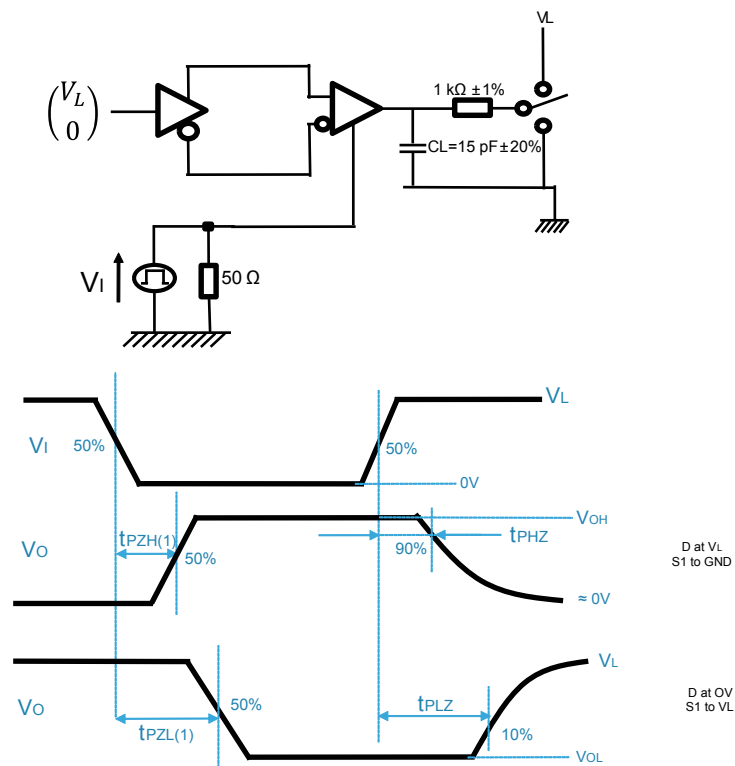 VL
1 kΩ ±1%
(VL
0)
CL=15 pF±20%
VI
50 Ω
VL
VI
50%
50%
0V
VOH
tPZH(1)
tPHZ
VO
50%
90%
D at VL
S1 to GND
≈ 0V
VL
50%
D at OV
S1 to VL
VO
tPLZ
tPZL(1)
10%
VOL